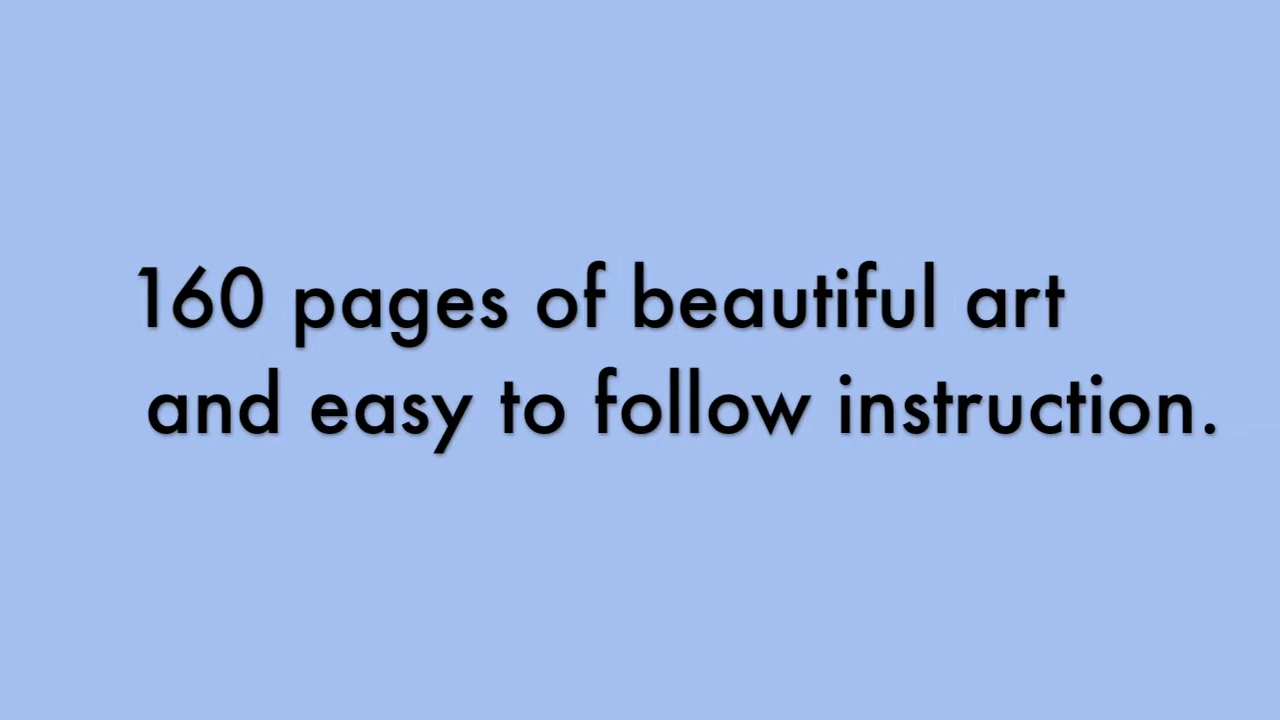 160 pages of beautiful art
and easy to follow instruction.